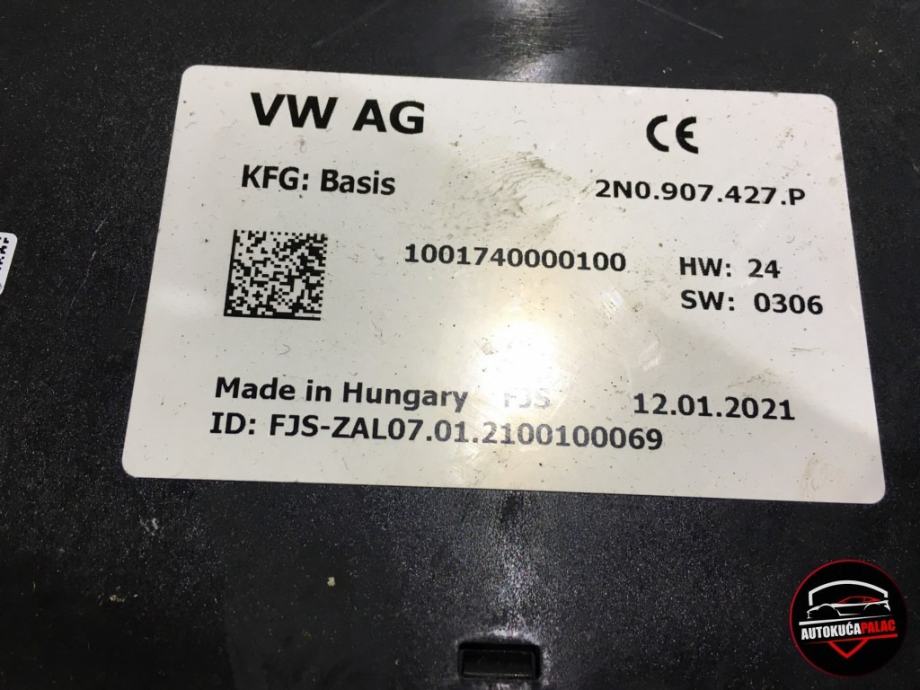 VW AG
CE
KFG: Basis
2N0.907.427.P
1001740000100
HW: 24
SW: 0306
Made in Hungary FJS 12.01.2021
ID: FJS-ZAL07.01.2100100069
AUTOKUĆAPALAC